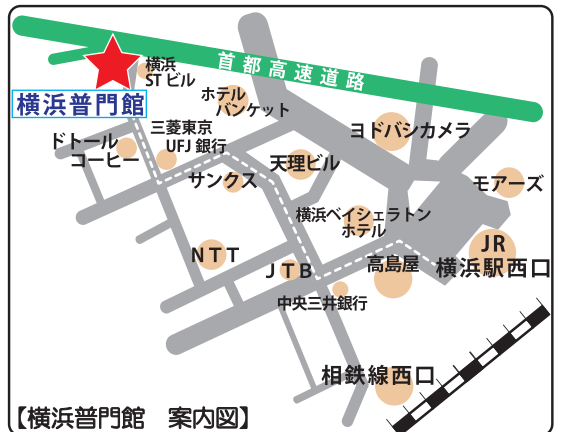 首都高速道路
横浜
STビル
横浜普門館
ホテル
バンケット
三菱東京
UFJ 銀行
ドトール
コーヒー
ヨドバシカメラ
サンクス
天理ビル
モアーズ
横浜ベイシェラトン
ホテル
JR
横浜駅西口
NTT
JTB
高島屋
中央三井銀行
相鉄線西口
【横浜普門館　案内図】